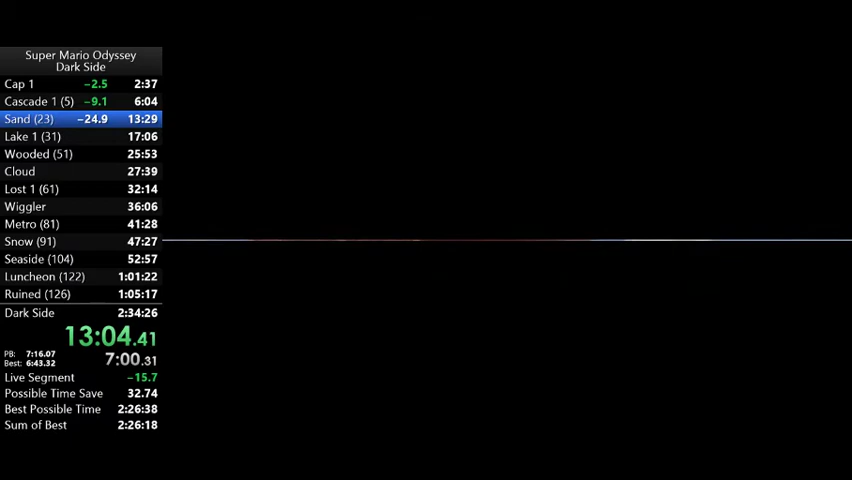 Super Mario Odyssey
Dark Side
Cap 1 −2.5 2:37
Cascade 1 (5) −9.1 6:04
Sand (23) −24.9 13:29
Lake 1 (31) 17:06
Wooded (51) 25:53
Cloud 27:39
Lost 1 (61) 32:14
Wiggler 36:06
Metro (81) 41:28
Snow (91) 47:27
Seaside (104) 52:57
Luncheon (122) 1:01:22
Ruined (126) 1:05:17
Dark Side 2:34:26
13:04.41
PB: 7:16.07
Best: 6:43.32
7:00.31
Live Segment −15.7
Possible Time Save 32.74
Best Possible Time 2:26:38
Sum of Best 2:26:18